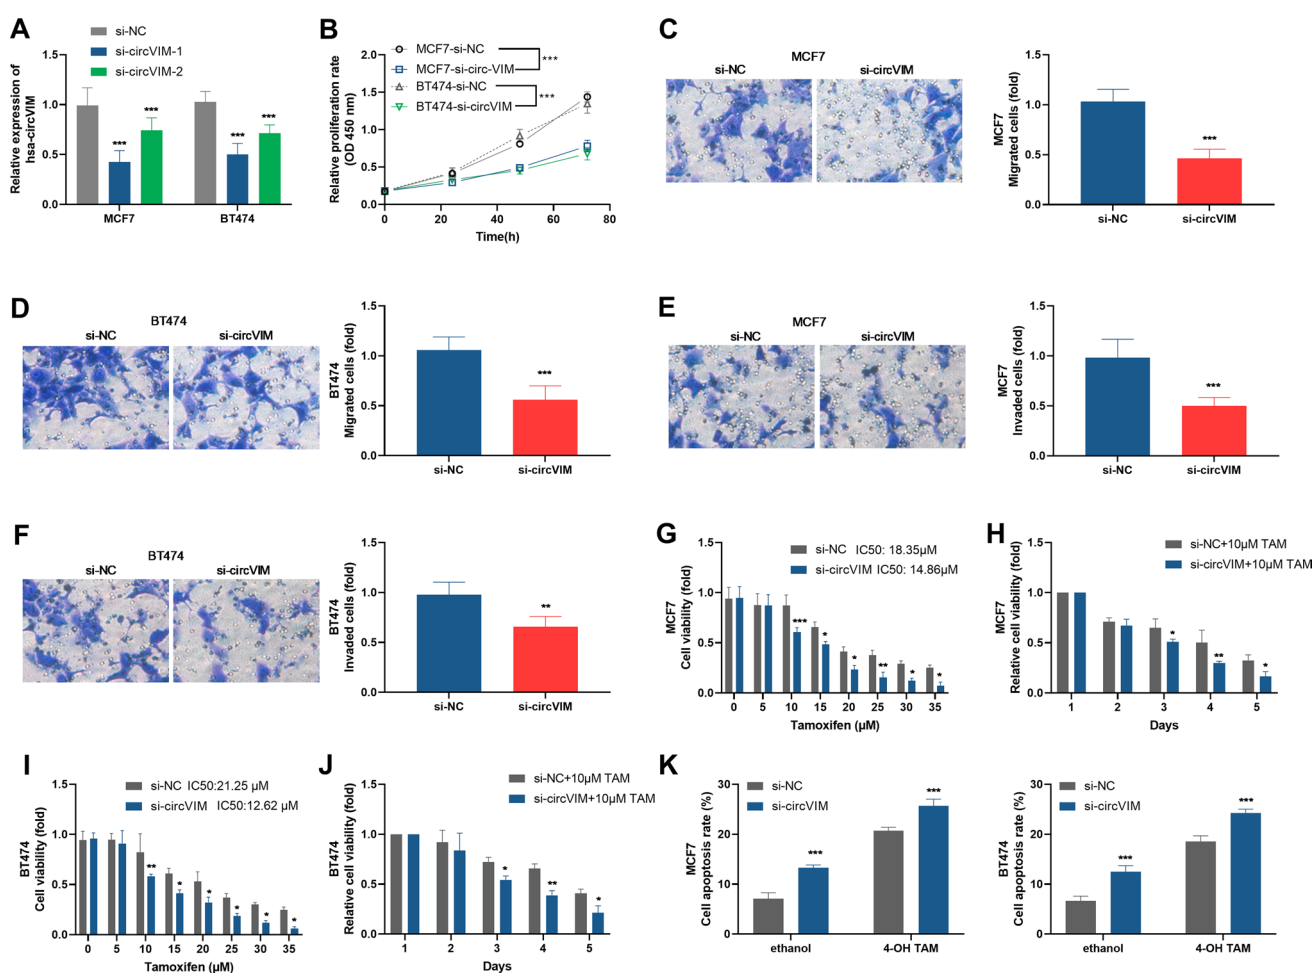 A
si-NC
si-circVIM-1
si-circVIM-2
Relative expression of
hsa-circVIM
1.5
1.0
0.5
0.0
***
***
***
***
MCF7
BT474
B
MCF7-si-NC
MCF7-si-circ-VIM
BT474-si-NC
BT474-si-circVIM
***
***
Relative proliferation rate
(OD 450 nm)
2.0
1.5
1.0
0.5
0.0
0
20
40
60
80
Time(h)
C
MCF7
si-NC
si-circVIM
MCF7
Migrated cells (fold)
1.5
1.0
0.5
0.0
***
si-NC
si-circVIM
D
BT474
si-NC
si-circVIM
BT474
Migrated cells (fold)
1.5
1.0
0.5
0.0
***
si-NC
si-circVIM
E
MCF7
si-NC
si-circVIM
MCF7
Invaded cells (fold)
1.5
1.0
0.5
0.0
***
si-NC
si-circVIM
F
BT474
si-NC
si-circVIM
BT474
Invaded cells (fold)
1.5
1.0
0.5
0.0
**
si-NC
si-circVIM
G
si-NC IC50: 18.35μM
si-circVIM IC50: 14.86μM
MCF7
Cell viability (fold)
1.5
1.0
0.5
0.0
***
*
*
**
*
*
0 5 10 15 20 25 30 35
Tamoxifen (μM)
H
si-NC+10μM TAM
si-circVIM+10μM TAM
MCF7
Relative cell viability (fold)
1.5
1.0
0.5
0.0
*
**
*
1 2 3 4 5
Days
I
si-NC IC50:21.25 μM
si-circVIM IC50:12.62 μM
BT474
Cell viability (fold)
1.5
1.0
0.5
0.0
**
*
*
*
*
*
0 5 10 15 20 25 30 35
Tamoxifen (μM)
J
si-NC+10μM TAM
si-circVIM+10μM TAM
BT474
Relative cell viability (fold)
1.5
1.0
0.5
0.0
*
**
*
1 2 3 4 5
Days
K
si-NC
si-circVIM
MCF7
Cell apoptosis rate (%)
30
20
10
0
***
***
ethanol
4-OH TAM
si-NC
si-circVIM
BT474
Cell apoptosis rate (%)
30
20
10
0
***
***
ethanol
4-OH TAM